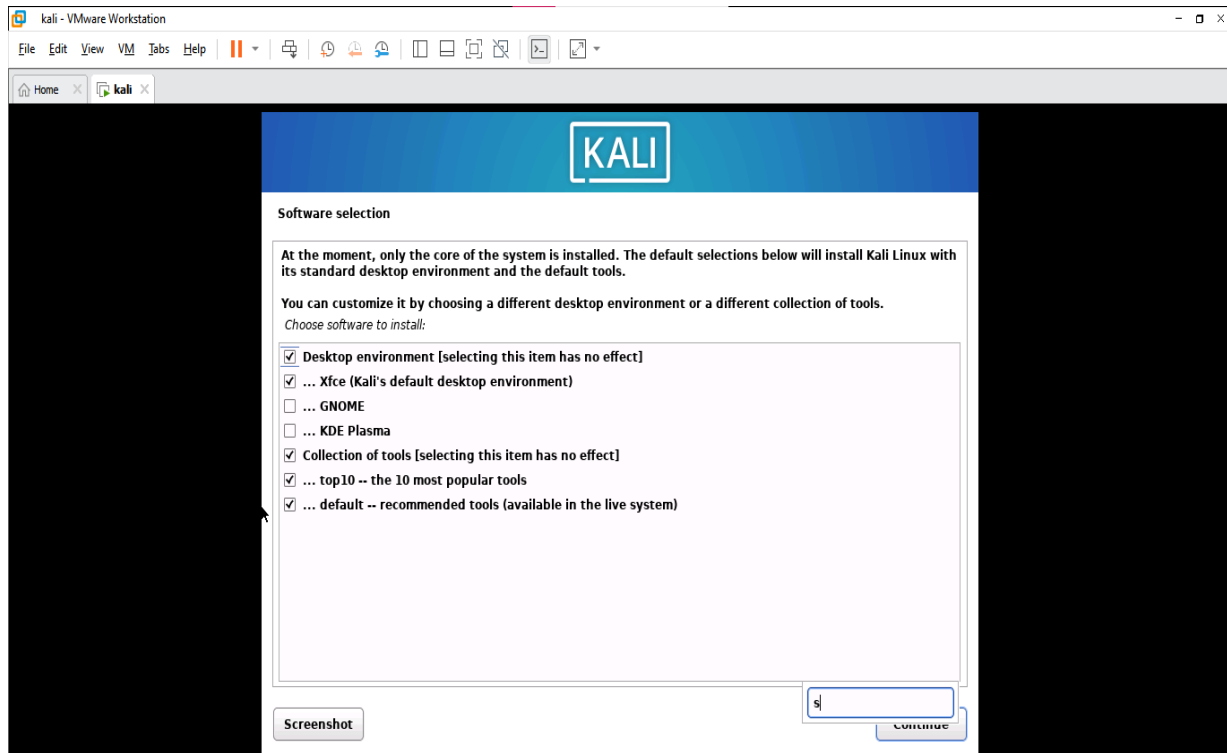 kali - VMware Workstation
File Edit View VM Tabs Help
Home kali
KALI
Software selection
At the moment, only the core of the system is installed. The default selections below will install Kali Linux with
its standard desktop environment and the default tools.
You can customize it by choosing a different desktop environment or a different collection of tools.
Choose software to install:
Desktop environment [selecting this item has no effect]
... Xfce (Kali's default desktop environment)
... GNOME
... KDE Plasma
Collection of tools [selecting this item has no effect]
... top10 -- the 10 most popular tools
... default -- recommended tools (available in the live system)
s
Screenshot Continue